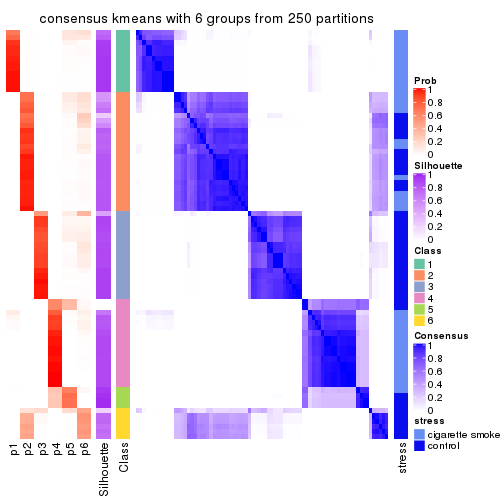 consensus kmeans with 6 groups from 250 partitions
Prob
1
0.8
0.6
0.4
0.2
0
Silhouette
1
0.8
0.6
0.4
0.2
0
Class
1
2
3
4
5
6
Consensus
1
0.8
0.6
0.4
0.2
0
stress
cigarette smoke
control
p1
p2
p3
p4
p5
p6
Silhouette
Class
stress